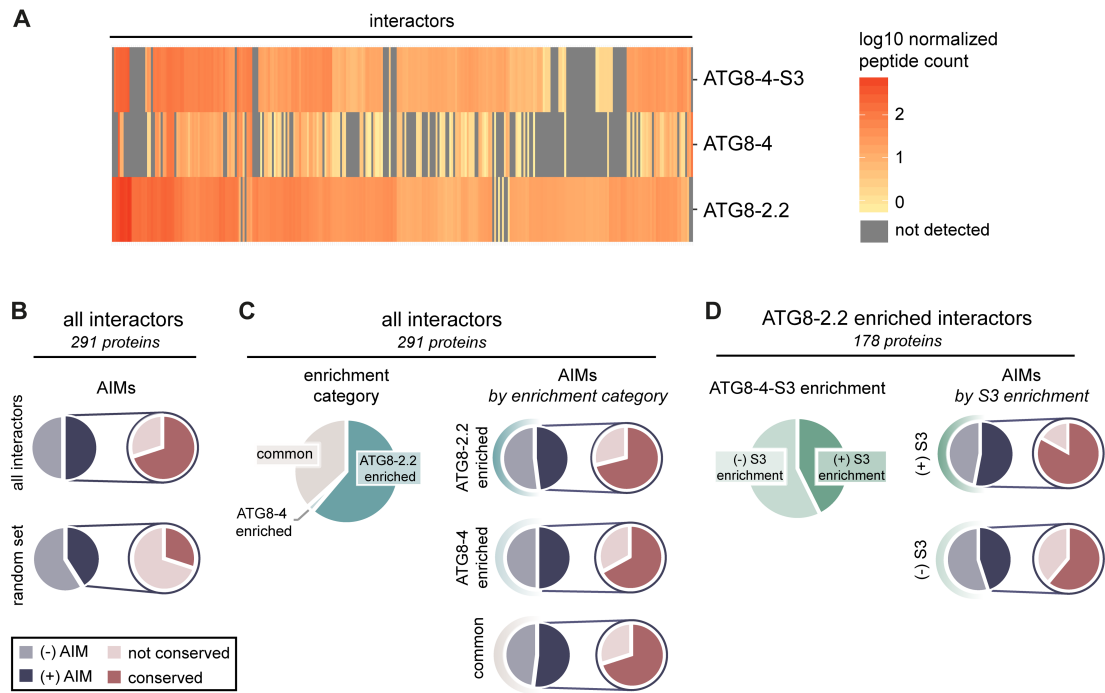 A
interactors
log10 normalized
peptide count
2
1
0
not detected
ATG8-4-S3
ATG8-4
ATG8-2.2
B
all interactors
291 proteins
AIMs
all interactors
random set
(-) AIM
(+) AIM
not conserved
conserved
C
all interactors
291 proteins
enrichment
category
common
ATG8-2.2
enriched
ATG8-4
enriched
AIMs
by enrichment category
ATG8-2.2
enriched
ATG8-4
enriched
common
D
ATG8-2.2 enriched interactors
178 proteins
ATG8-4-S3 enrichment
(-) S3
enrichment
(+) S3
enrichment
AIMs
by S3 enrichment
(+) S3
(-) S3